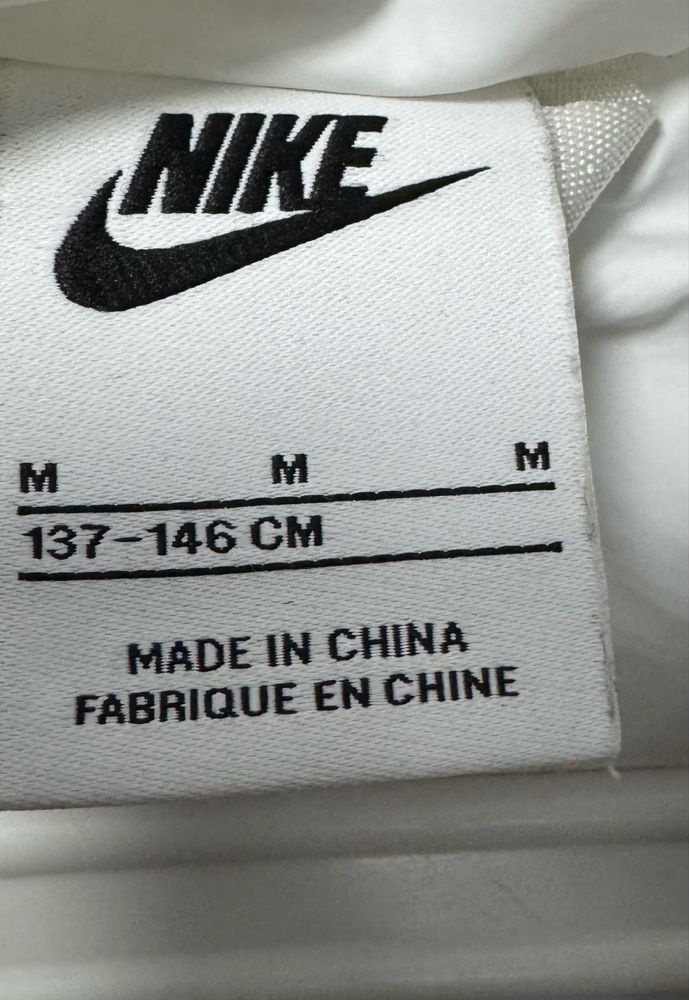 NIKE
M M M
137-146 CM
MADE IN CHINA
FABRIQUE EN CHINE